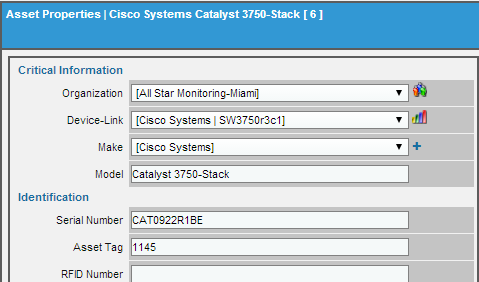 Asset Properties | Cisco Systems Catalyst 3750-Stack [ 6 ]
Critical Information
Organization [All Star Monitoring-Miami]
Device-Link [Cisco Systems | SW3750r3c1]
Make [Cisco Systems]
Model Catalyst 3750-Stack
Identification
Serial Number CAT0922R1BE
Asset Tag 1145
RFID Number